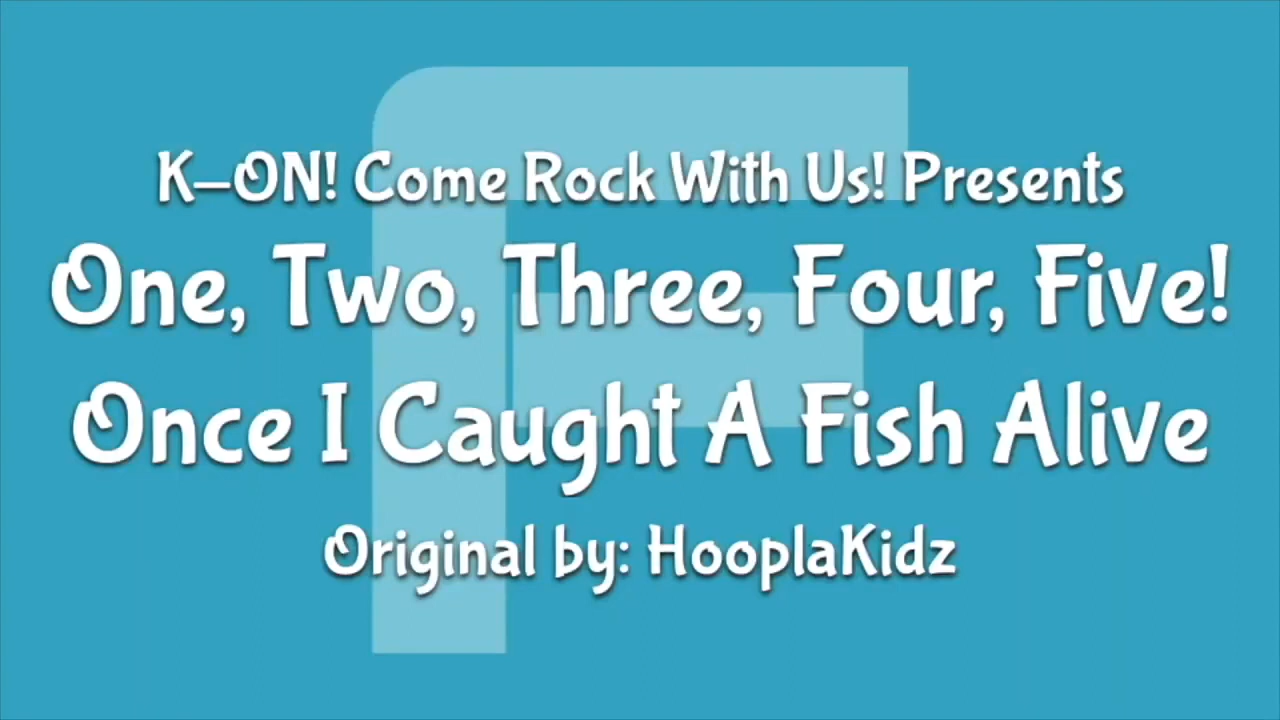 K-ON! Come Rock With Us! Presents
One, Two, Three, Four, Five!
Once I Caught A Fish Alive
Original by: HooplaKidz